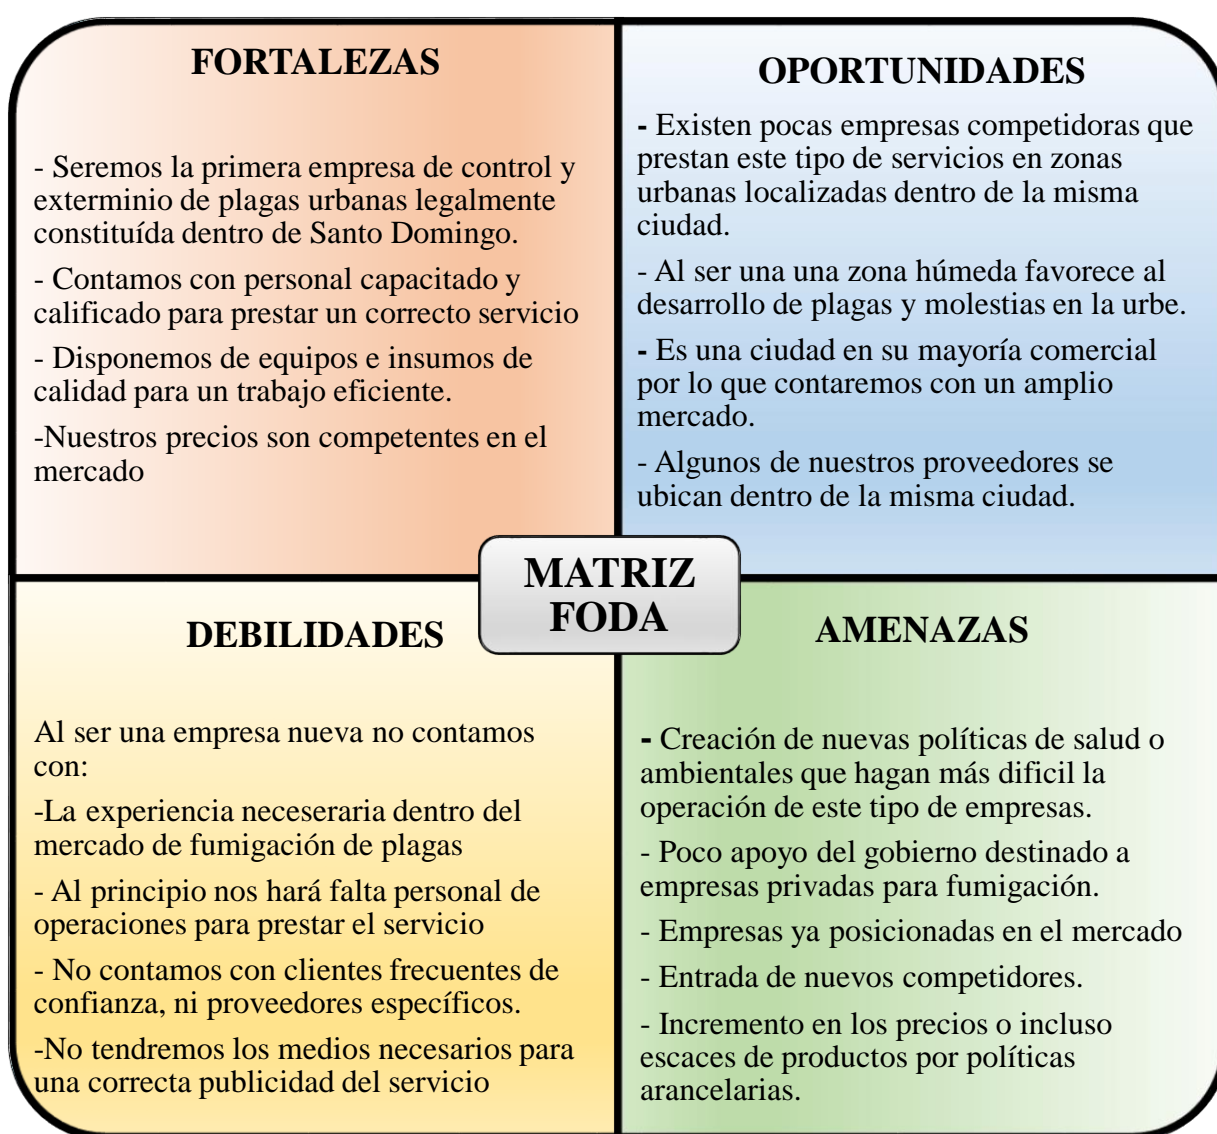 FORTALEZAS
- Seremos la primera empresa de control y
exterminio de plagas urbanas legalmente
constituída dentro de Santo Domingo.
- Contamos con personal capacitado y
calificado para prestar un correcto servicio
- Disponemos de equipos e insumos de
calidad para un trabajo eficiente.
-Nuestros precios son competentes en el
mercado
OPORTUNIDADES
- Existen pocas empresas competidoras que
prestan este tipo de servicios en zonas
urbanas localizadas dentro de la misma
ciudad.
- Al ser una una zona húmeda favorece al
desarrollo de plagas y molestias en la urbe.
- Es una ciudad en su mayoría comercial
por lo que contaremos con un amplio
mercado.
- Algunos de nuestros proveedores se
ubican dentro de la misma ciudad.
MATRIZ
FODA
DEBILIDADES
Al ser una empresa nueva no contamos
con:
-La experiencia neceseraria dentro del
mercado de fumigación de plagas
- Al principio nos hará falta personal de
operaciones para prestar el servicio
- No contamos con clientes frecuentes de
confianza, ni proveedores específicos.
-No tendremos los medios necesarios para
una correcta publicidad del servicio
AMENAZAS
- Creación de nuevas políticas de salud o
ambientales que hagan más dificil la
operación de este tipo de empresas.
- Poco apoyo del gobierno destinado a
empresas privadas para fumigación.
- Empresas ya posicionadas en el mercado
- Entrada de nuevos competidores.
- Incremento en los precios o incluso
escaces de productos por políticas
arancelarias.